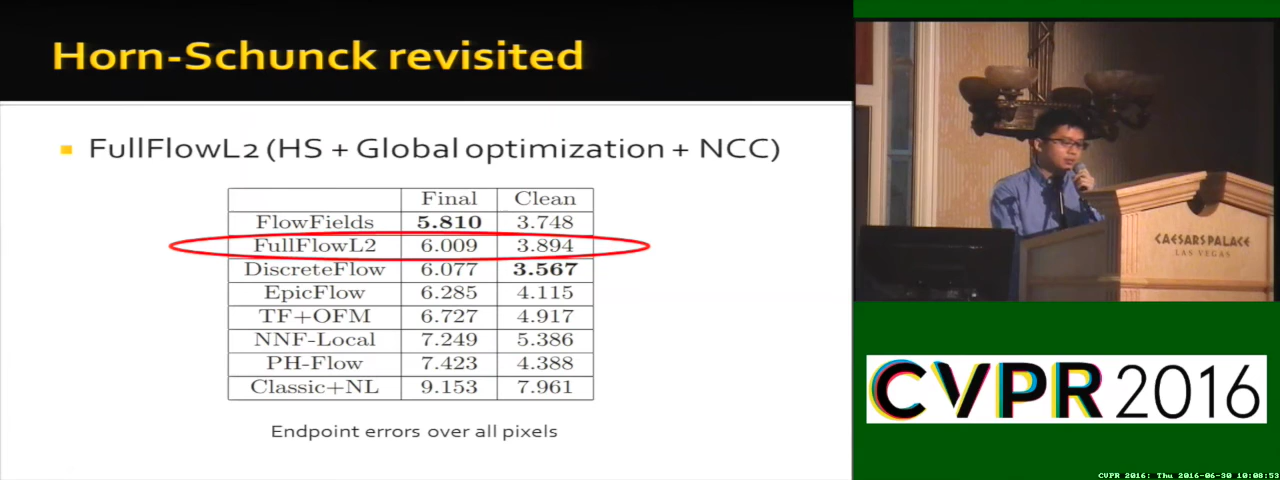 Horn-Schunck revisited
FullFlowL2 (HS + Global optimization + NCC)
Final Clean
FlowFields 5.810 3.748
FullFlowL2 6.009 3.894
DiscreteFlow 6.077 3.567
EpicFlow 6.285 4.115
TF+OFM 6.727 4.917
NNF-Local 7.249 5.386
PH-Flow 7.423 4.388
Classic+NL 9.153 7.961
Endpoint errors over all pixels
CAESARS PALACE
LAS VEGAS
CVPR 2016
CVPR 2016: Thu 2016-06-30 10:08:53